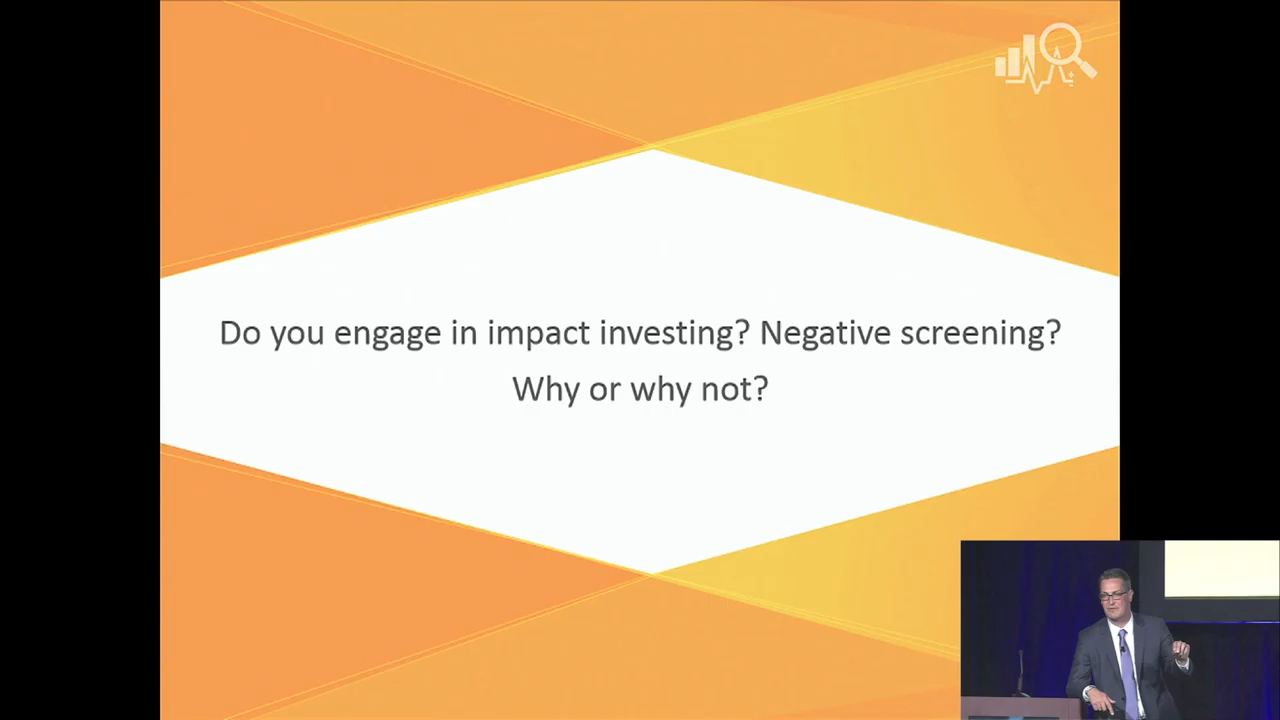 Do you engage in impact investing? Negative screening?
Why or why not?